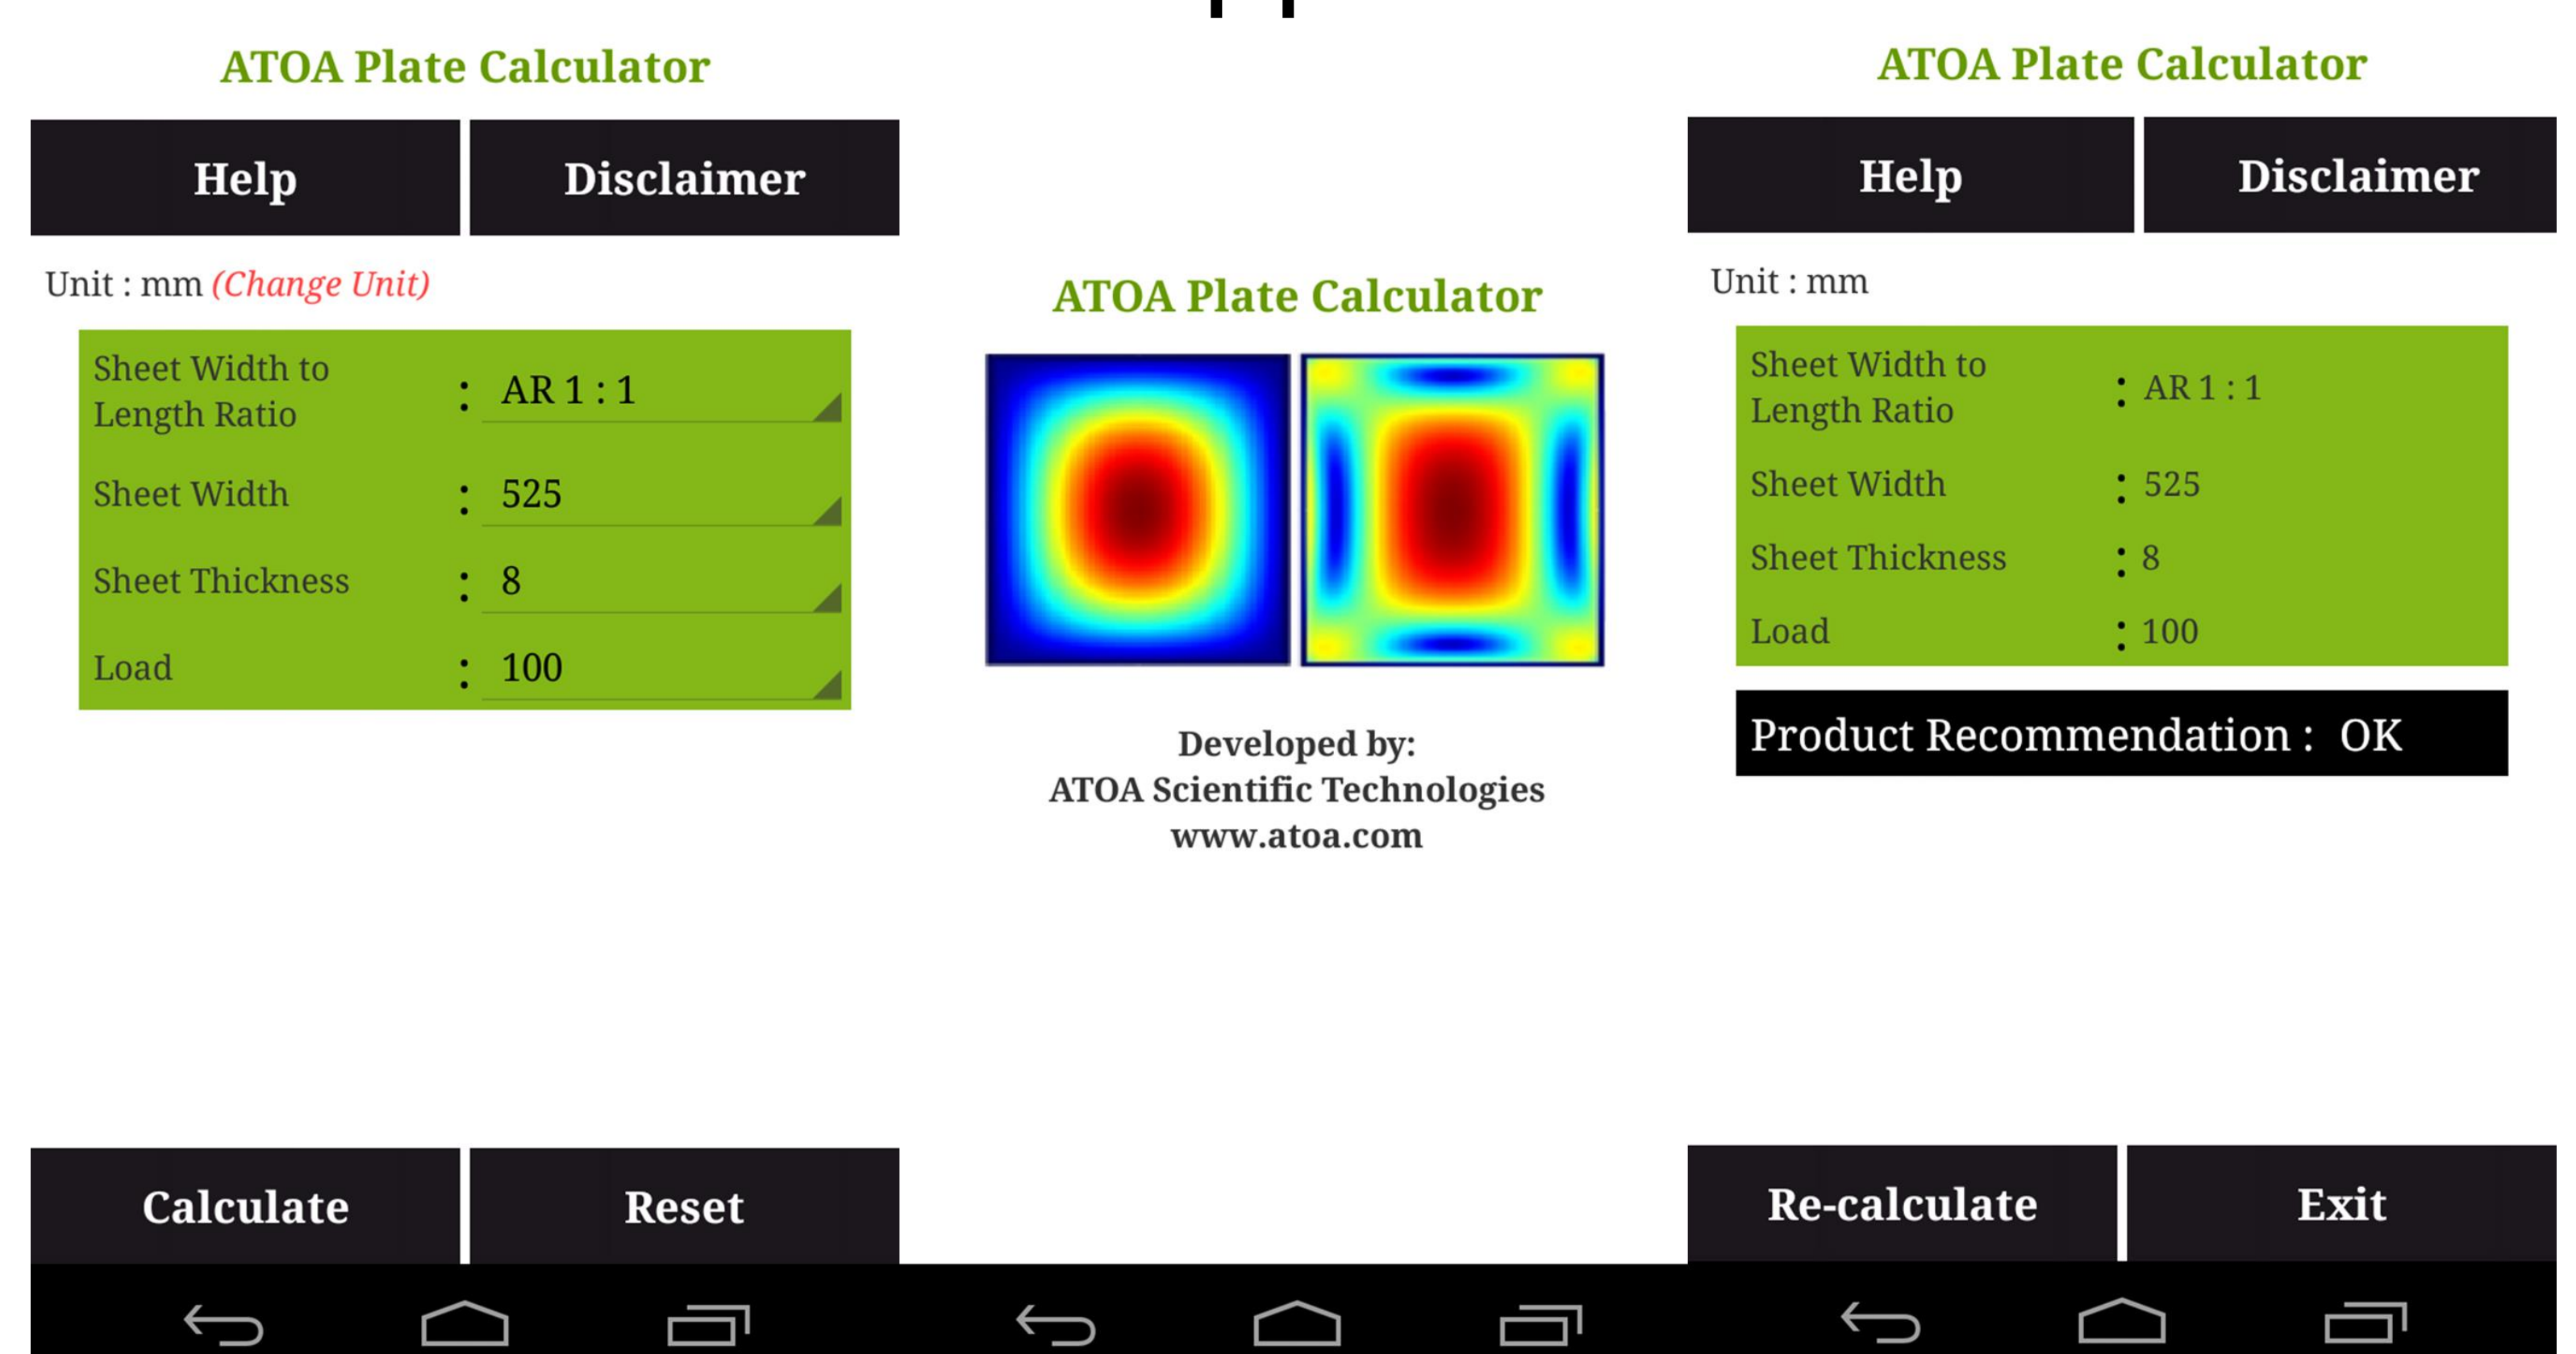 ATOA Plate Calculator
Help
Disclaimer
Unit : mm (Change Unit)
Sheet Width to
Length Ratio
: AR 1 : 1
Sheet Width : 525
Sheet Thickness : 8
Load : 100
Calculate
Reset
ATOA Plate Calculator
Developed by:
ATOA Scientific Technologies
www.atoa.com
ATOA Plate Calculator
Help
Disclaimer
Unit : mm
Sheet Width to
Length Ratio
: AR 1 : 1
Sheet Width : 525
Sheet Thickness : 8
Load : 100
Product Recommendation : OK
Re-calculate
Exit